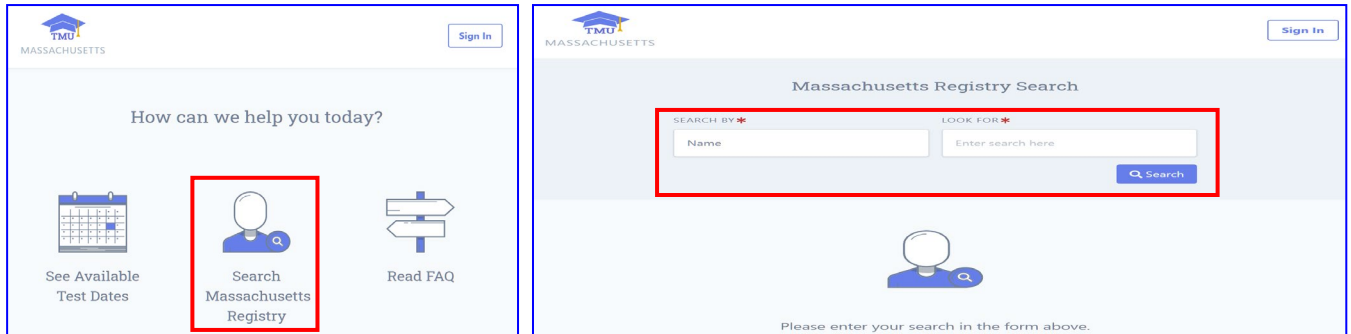 TMU
MASSACHUSETTS
Sign In
How can we help you today?
See Available
Test Dates
Search
Massachusetts
Registry
Read FAQ
TMU
MASSACHUSETTS
Sign In
Massachusetts Registry Search
SEARCH BY*
LOOK FOR*
Name
Enter search here
Search
Please enter your search in the form above.